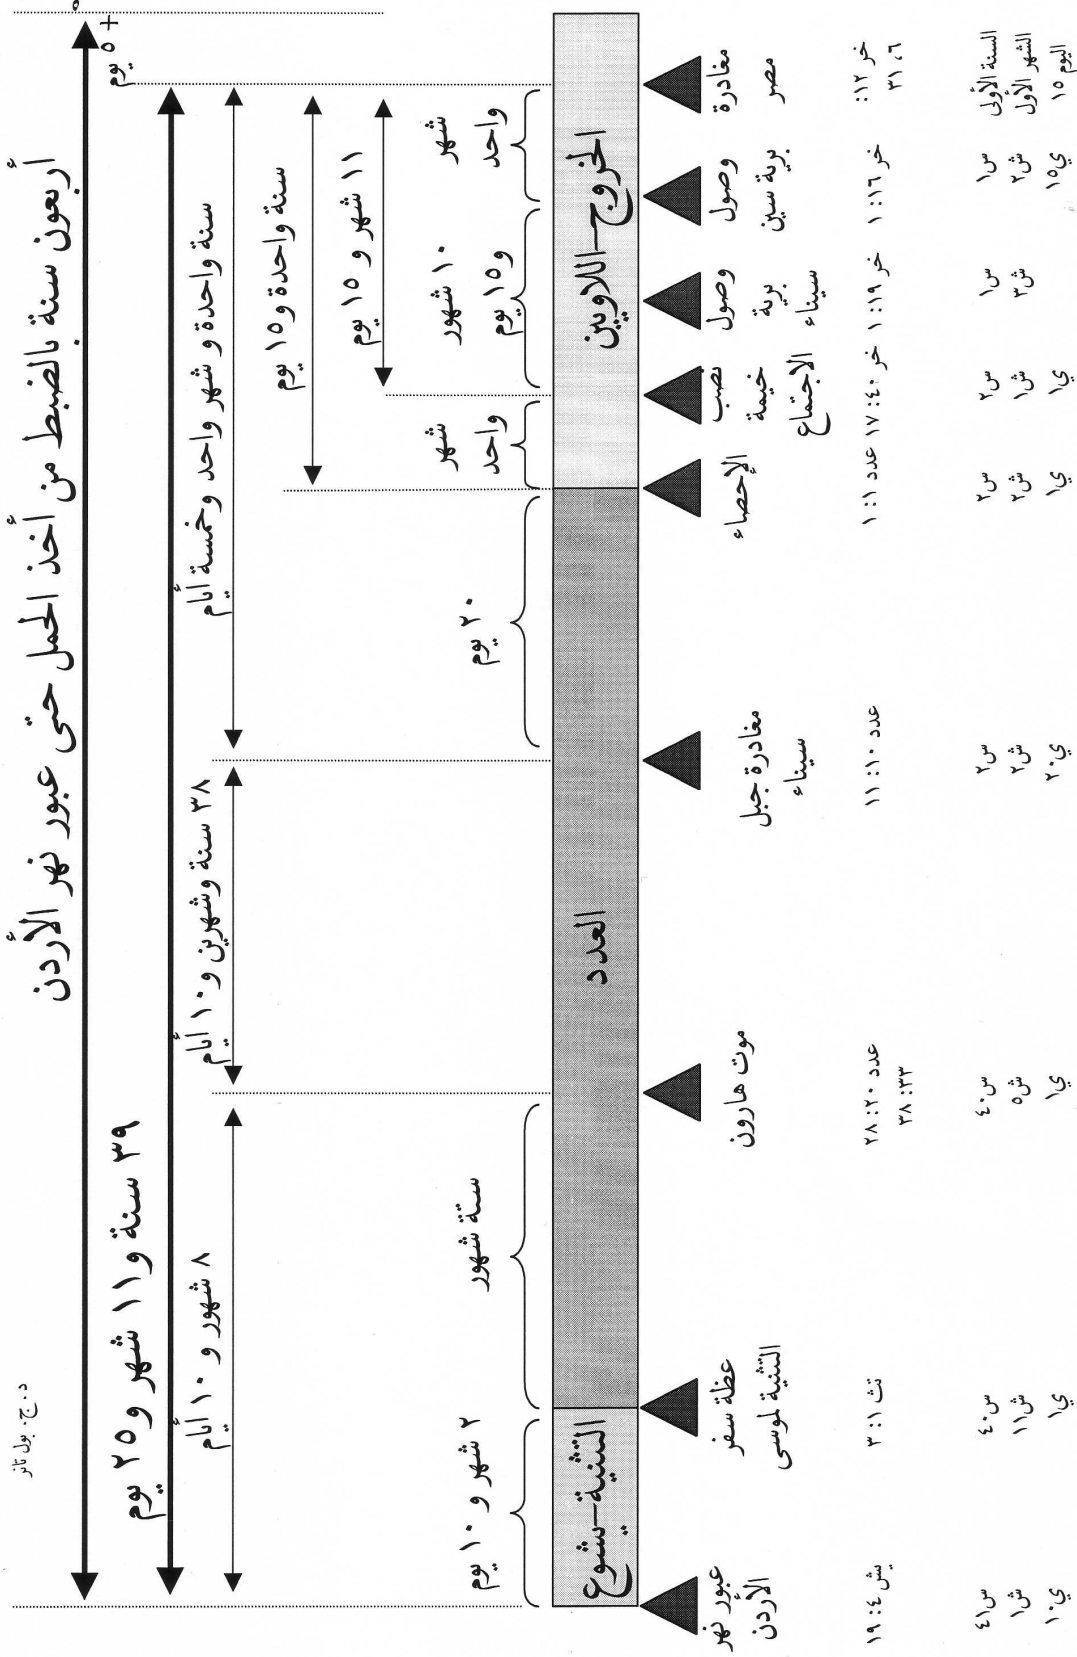 أربعون سنة بالضبط من أخذ الحمل حتى عبور نهر الأردن
د. ج. بول تانر
+ ٥ يوم
٣٩ سنة و ١١ شهر و ٢٥ يوم
سنة واحدة و شهر واحد وخمسة أيام
٣٨ سنة وشهرين و ١٠ أيام
٨ شهور و ١٠ أيام
سنة واحدة و ١٥ يوم
١١ شهر و ١٥ يوم
شهر
واحد
١٠ شهور
و ١٥ يوم
شهر
واحد
٢٠ يوم
ستة شهور
٢ شهر و ١٠ يوم
الخروج-اللاويين
العدد
التثنية-يشوع
مغادرة
مصر
خر ١٢:
٦، ٣١
السنة الأولى
الشهر الأول
اليوم ١٥
وصول
برية سين
خر ١٦: ١
س١
ش٢
ي١٥
وصول
برية
سيناء
خر ١٩: ١
س١
ش٣
نصب
خيمة
الاجتماع
خر ٤٠: ١٧
س٢
ش١
ي١
الإحصاء
عدد ١: ١
س٢
ش٢
ي١
مغادرة جبل
سيناء
عدد ١٠: ١١
س٢
ش٢
ي٢٠
موت هارون
عدد ٢٠: ٢٨
٣٣: ٣٨
س٤٠
ش٥
ي١
عظة سفر
التثنية لموسى
تث ١: ٣
س٤٠
ش١١
ي١
عبور نهر
الأردن
يش ٤: ١٩
س٤١
ش١
ي١٠